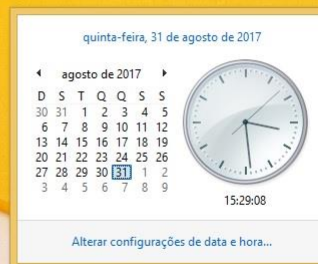 quinta-feira, 31 de agosto de 2017
agosto de 2017
D S T Q Q S S
30 31 1 2 3 4 5
6 7 8 9 10 11 12
13 14 15 16 17 18 19
20 21 22 23 24 25 26
27 28 29 30 31 1 2
3 4 5 6 7 8 9
15:29:08
Alterar configurações de data e hora...